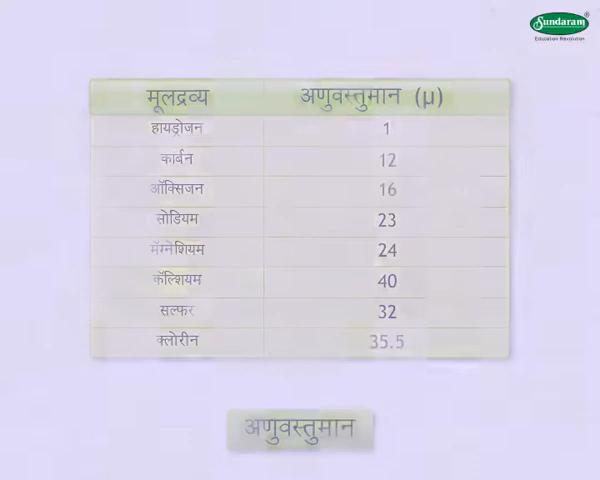 Sundaram
Education Revolution
मूलद्रव्य अणुवस्तुमान (μ)
हायड्रोजन 1
कार्बन 12
ऑक्सिजन 16
सोडियम 23
मॅग्नेशियम 24
कॅल्शियम 40
सल्फर 32
क्लोरीन 35.5
अणुवस्तुमान